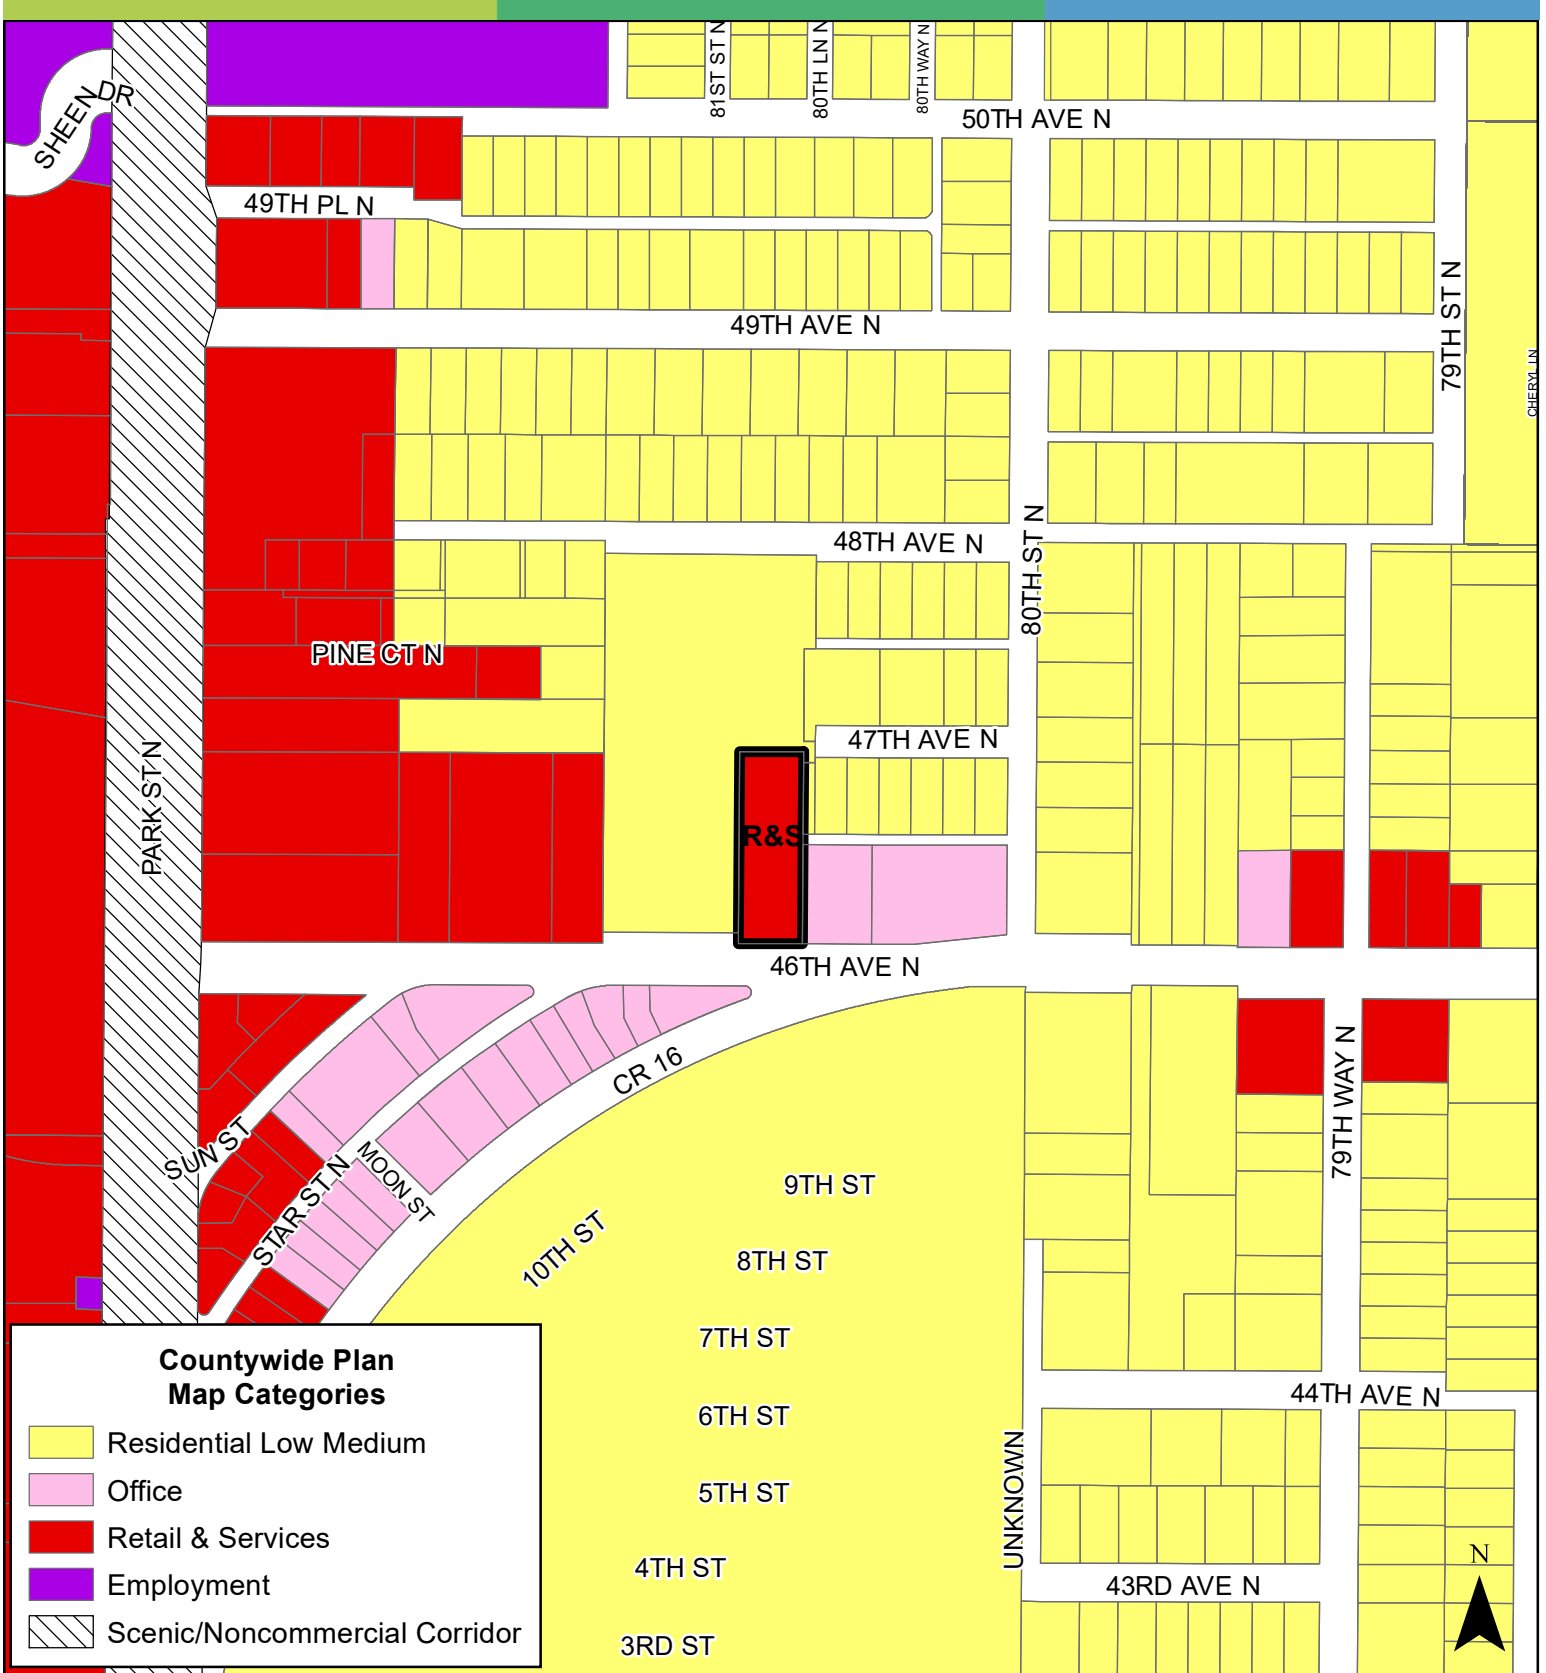 81ST ST N
80TH LN N
80TH WAY N
SHEEN DR
50TH AVE N
49TH PL N
49TH AVE N
79TH ST N
CHERYL LN
48TH AVE N
80TH ST N
PINE CT N
47TH AVE N
PARK ST N
R&S
46TH AVE N
CR 16
SUN ST
STAR ST N
MOON ST
79TH WAY N
9TH ST
10TH ST
8TH ST
7TH ST
6TH ST
5TH ST
4TH ST
3RD ST
UNKNOWN
44TH AVE N
43RD AVE N
N
Countywide Plan
Map Categories
Residential Low Medium
Office
Retail & Services
Employment
Scenic/Noncommercial Corridor